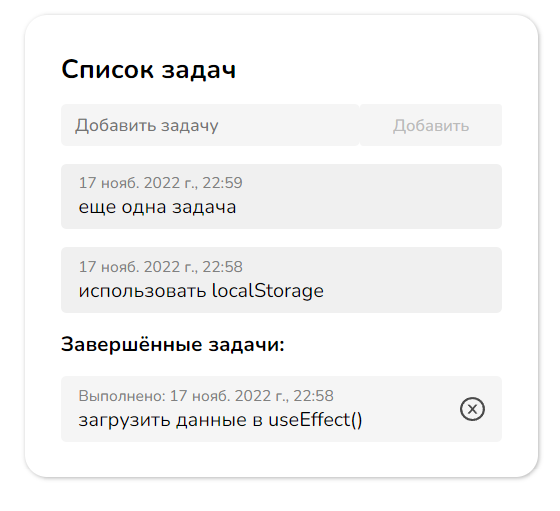 Список задач
Добавить задачу
Добавить
17 нояб. 2022 г., 22:59
еще одна задача
17 нояб. 2022 г., 22:58
использовать localStorage
Завершённые задачи:
Выполнено: 17 нояб. 2022 г., 22:58
загрузить данные в useEffect()